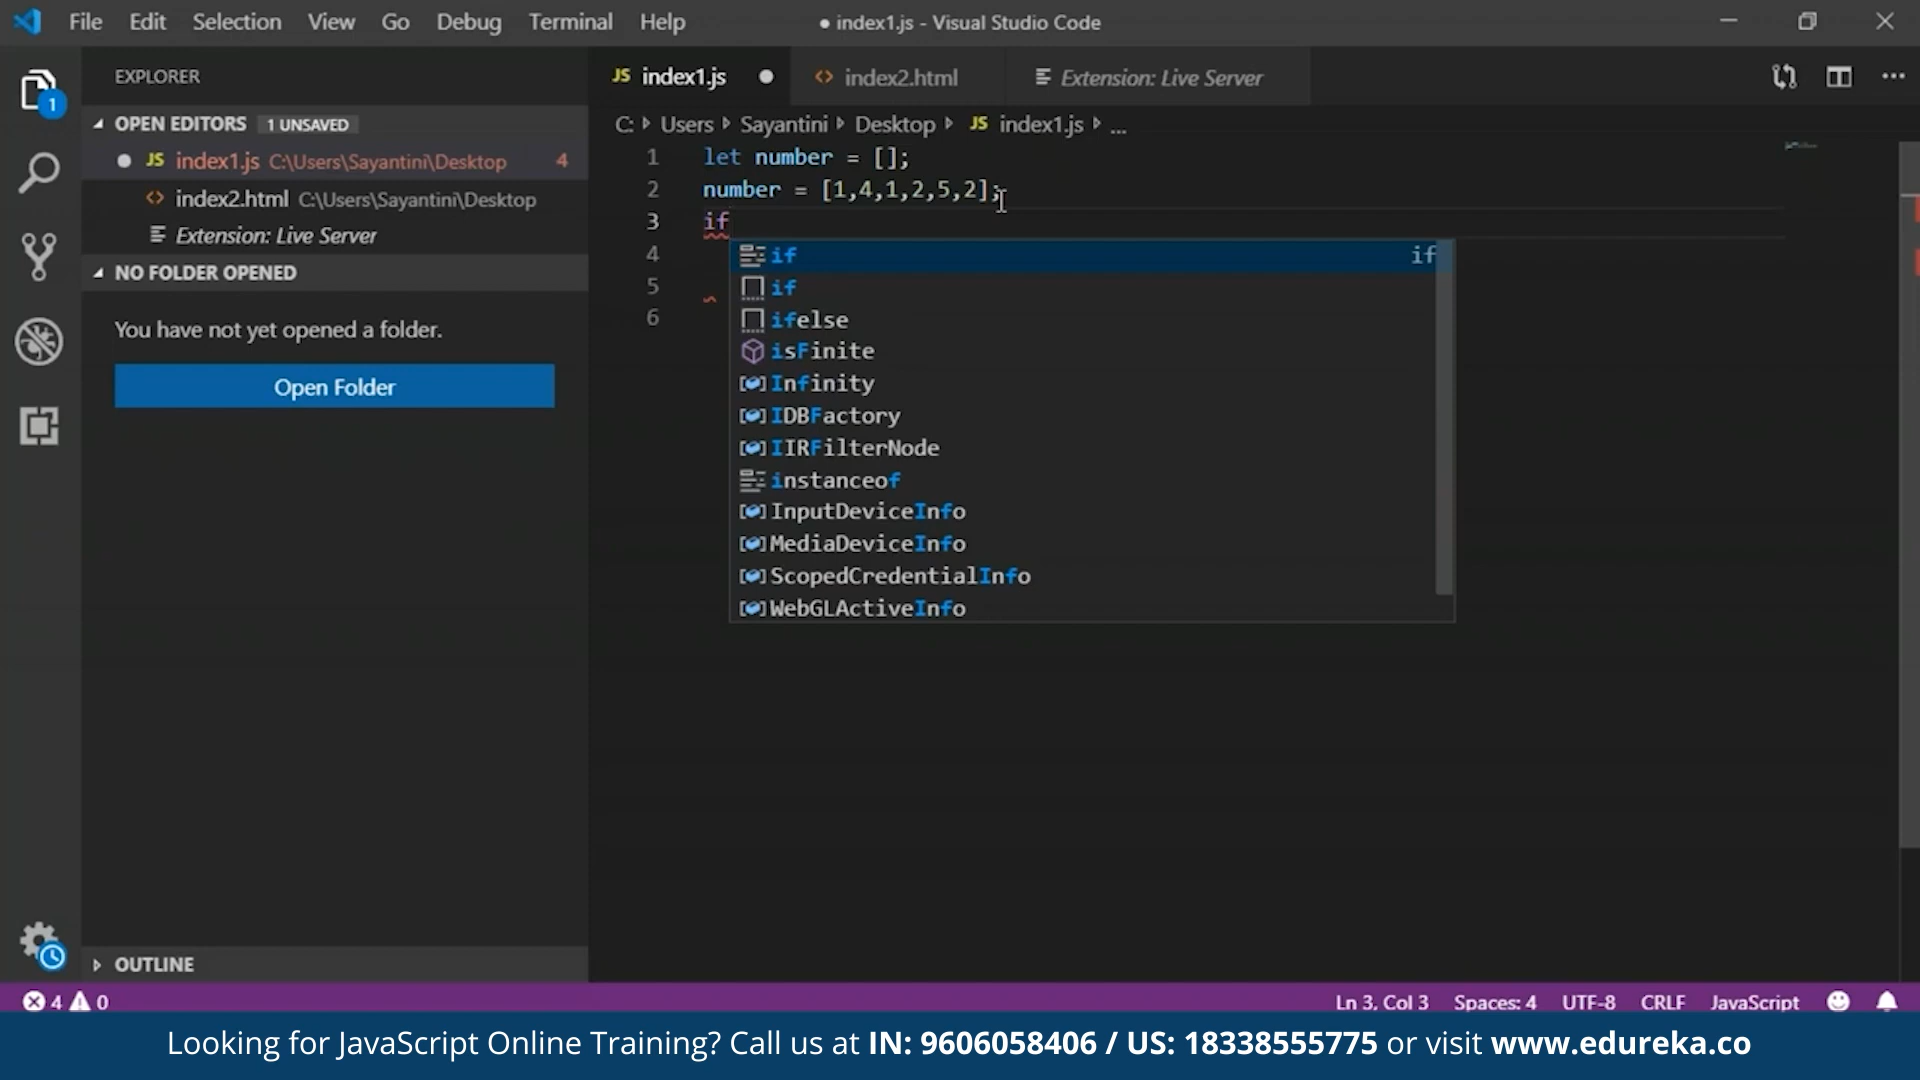 File Edit Selection View Go Debug Terminal Help
● index1.js - Visual Studio Code
EXPLORER
OPEN EDITORS 1 UNSAVED
JS index1.js C:\Users\Sayantini\Desktop 4
<> index2.html C:\Users\Sayantini\Desktop
Extension: Live Server
NO FOLDER OPENED
You have not yet opened a folder.
Open Folder
OUTLINE
JS index1.js ● <> index2.html Extension: Live Server
C: Users Sayantini Desktop JS index1.js ...
1 let number = [];
2 number = [1,4,1,2,5,2];
3 if
4
5
6
if if
if
ifelse
isFinite
Infinity
IDBFactory
IIRFilterNode
instanceof
InputDeviceInfo
MediaDeviceInfo
ScopedCredentialInfo
WebGLActiveInfo
1
4 0
Ln 3, Col 3 Spaces: 4 UTF-8 CRLF JavaScript
Looking for JavaScript Online Training? Call us at IN: 9606058406 / US: 18338555775 or visit www.edureka.co